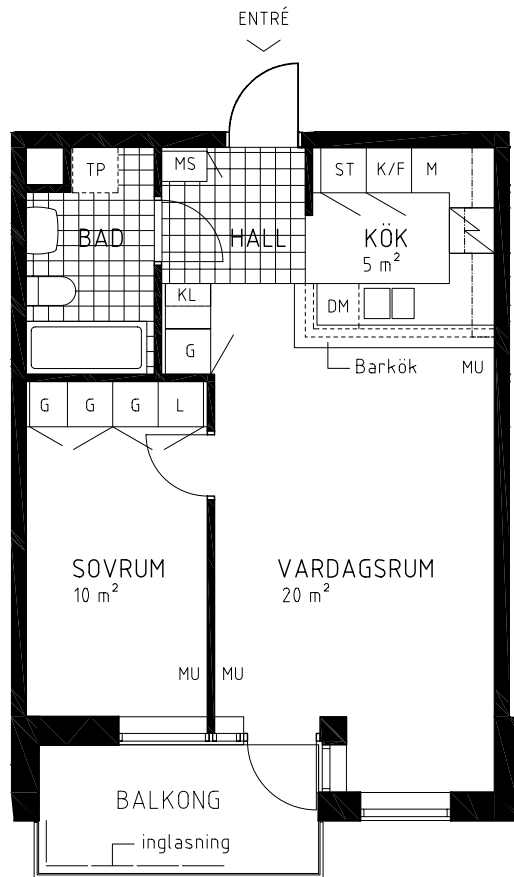 ENTRÉ
TP
MS
ST K/F M
BAD
HALL
KÖK
5 m²
KL
DM
G
Barkök
MU
G G G L
SOVRUM
10 m²
VARDAGSRUM
20 m²
MU MU
BALKONG
inglasning